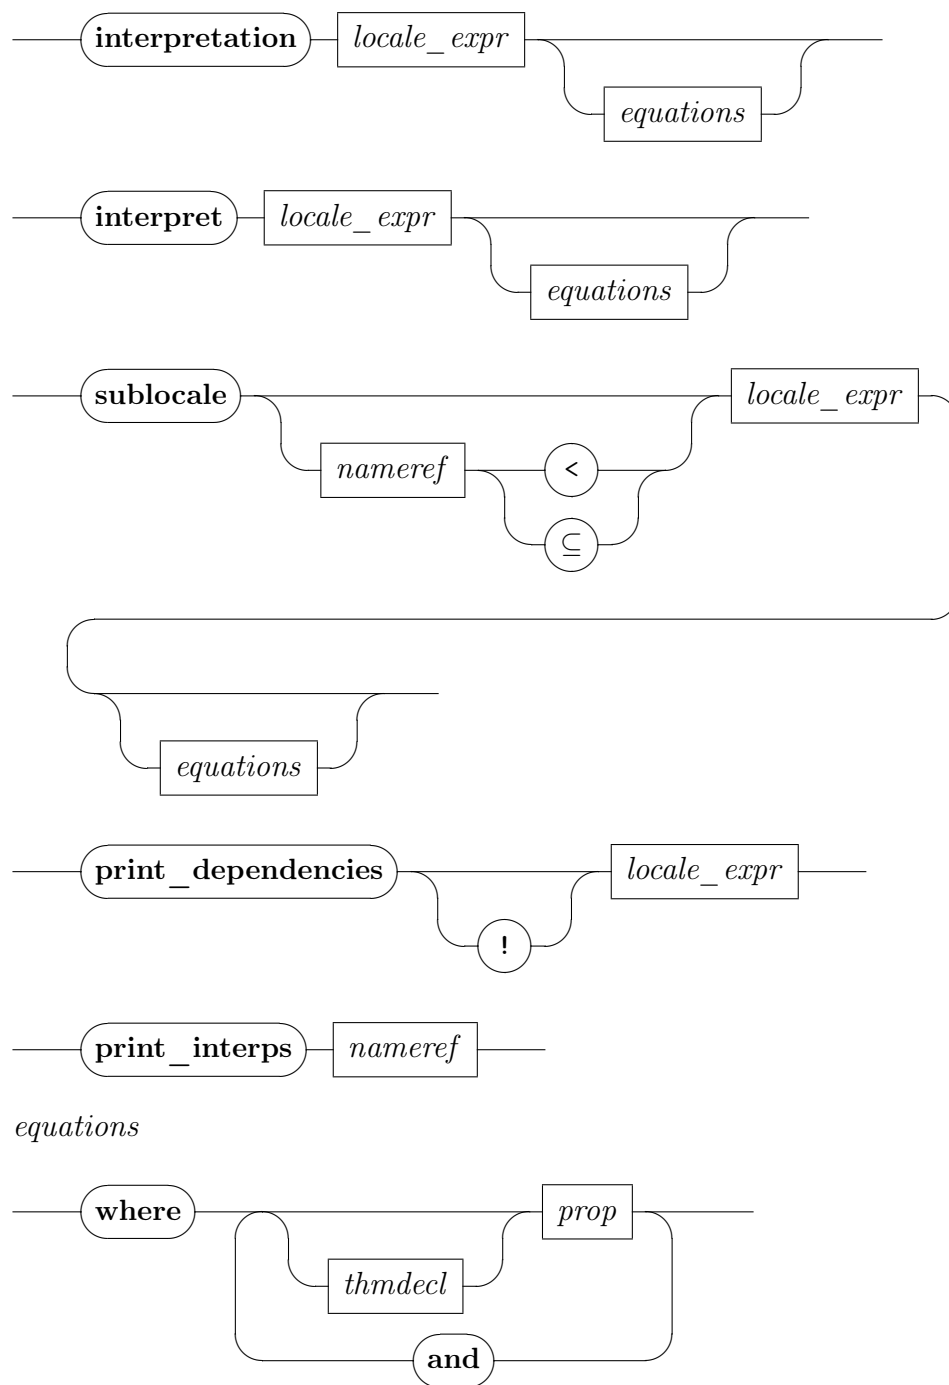 interpretation locale_expr
equations
interpret locale_expr
equations
sublocale locale_expr
nameref <
⊆
equations
print_dependencies locale_expr
!
print_interps nameref
equations
where prop
thmdecl
and